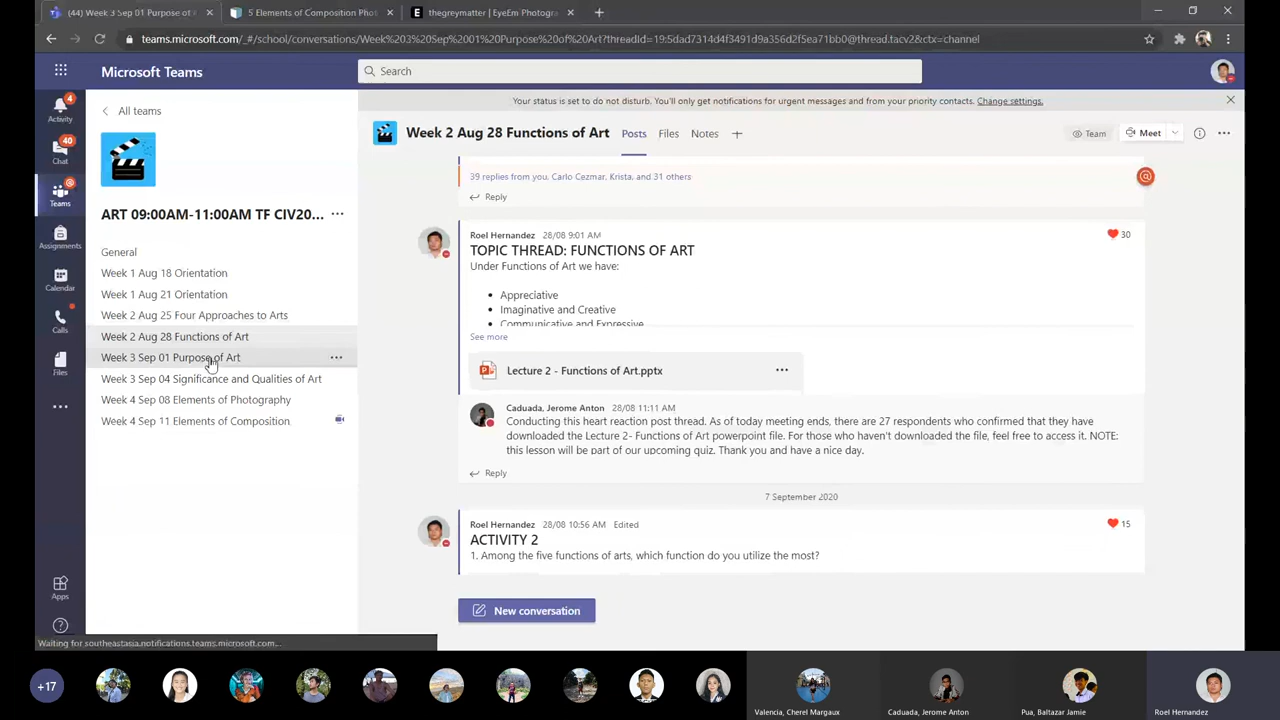 (44) Week 3 Sep 01 Purpose of
5 Elements of Composition Phot
thegreymatter | EyeEm Photogra
teams.microsoft.com/_#/school/conversations/Week%203%20Sep%2001%20Purpose%20of%20Art?threadId=19:5dad7314d4f3491d9a356d2f5ea71bb0@thread.tacv2&ctx=channel
Microsoft Teams
Search
Your status is set to do not disturb. You'll only get notifications for urgent messages and from your priority contacts. Change settings.
4
Activity
40
Chat
Teams
Assignments
Calendar
Calls
Files
Apps
All teams
ART 09:00AM-11:00AM TF CIV20...
General
Week 1 Aug 18 Orientation
Week 1 Aug 21 Orientation
Week 2 Aug 25 Four Approaches to Arts
Week 2 Aug 28 Functions of Art
Week 3 Sep 01 Purpose of Art
Week 3 Sep 04 Significance and Qualities of Art
Week 4 Sep 08 Elements of Photography
Week 4 Sep 11 Elements of Composition
Week 2 Aug 28 Functions of Art
Posts
Files
Notes
Team
Meet
39 replies from you, Carlo Cezmar, Krista, and 31 others
Reply
Roel Hernandez 28/08 9:01 AM
30
TOPIC THREAD: FUNCTIONS OF ART
Under Functions of Art we have:
• Appreciative
• Imaginative and Creative
• Communicative and Expressive
See more
Lecture 2 - Functions of Art.pptx
Caduada, Jerome Anton 28/08 11:11 AM
Conducting this heart reaction post thread. As of today meeting ends, there are 27 respondents who confirmed that they have
downloaded the Lecture 2- Functions of Art powerpoint file. For those who haven't downloaded the file, feel free to access it. NOTE:
this lesson will be part of our upcoming quiz. Thank you and have a nice day.
Reply
7 September 2020
Roel Hernandez 28/08 10:56 AM Edited
15
ACTIVITY 2
1. Among the five functions of arts, which function do you utilize the most?
New conversation
Waiting for southeastasia.notifications.teams.microsoft.com...
+17
Valencia, Cherel Margaux
Caduada, Jerome Anton
Pua, Baltazar Jamie
Roel Hernandez